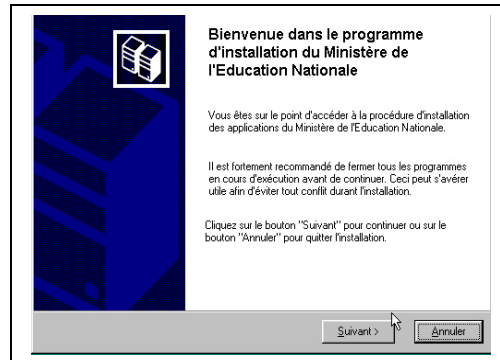 Bienvenue dans le programme
d'installation du Ministère de
l'Education Nationale
Vous êtes sur le point d'accéder à la procédure d'installation
des applications du Ministère de l'Education Nationale.
Il est fortement recommandé de fermer tous les programmes
en cours d'exécution avant de continuer. Ceci peut s'avérer
utile afin d'éviter tout conflit durant l'installation.
Cliquez sur le bouton "Suivant" pour continuer ou sur le
bouton "Annuler" pour quitter l'installation.
Suivant > Annuler